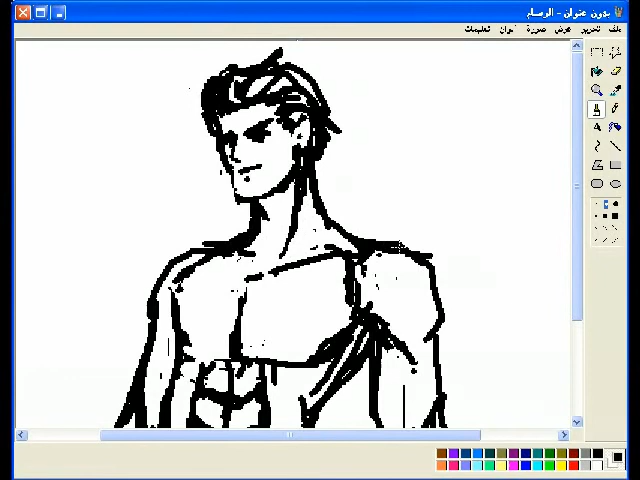 بدون عنوان - الرسام
ملف تحرير عرض صورة ألوان تعليمات